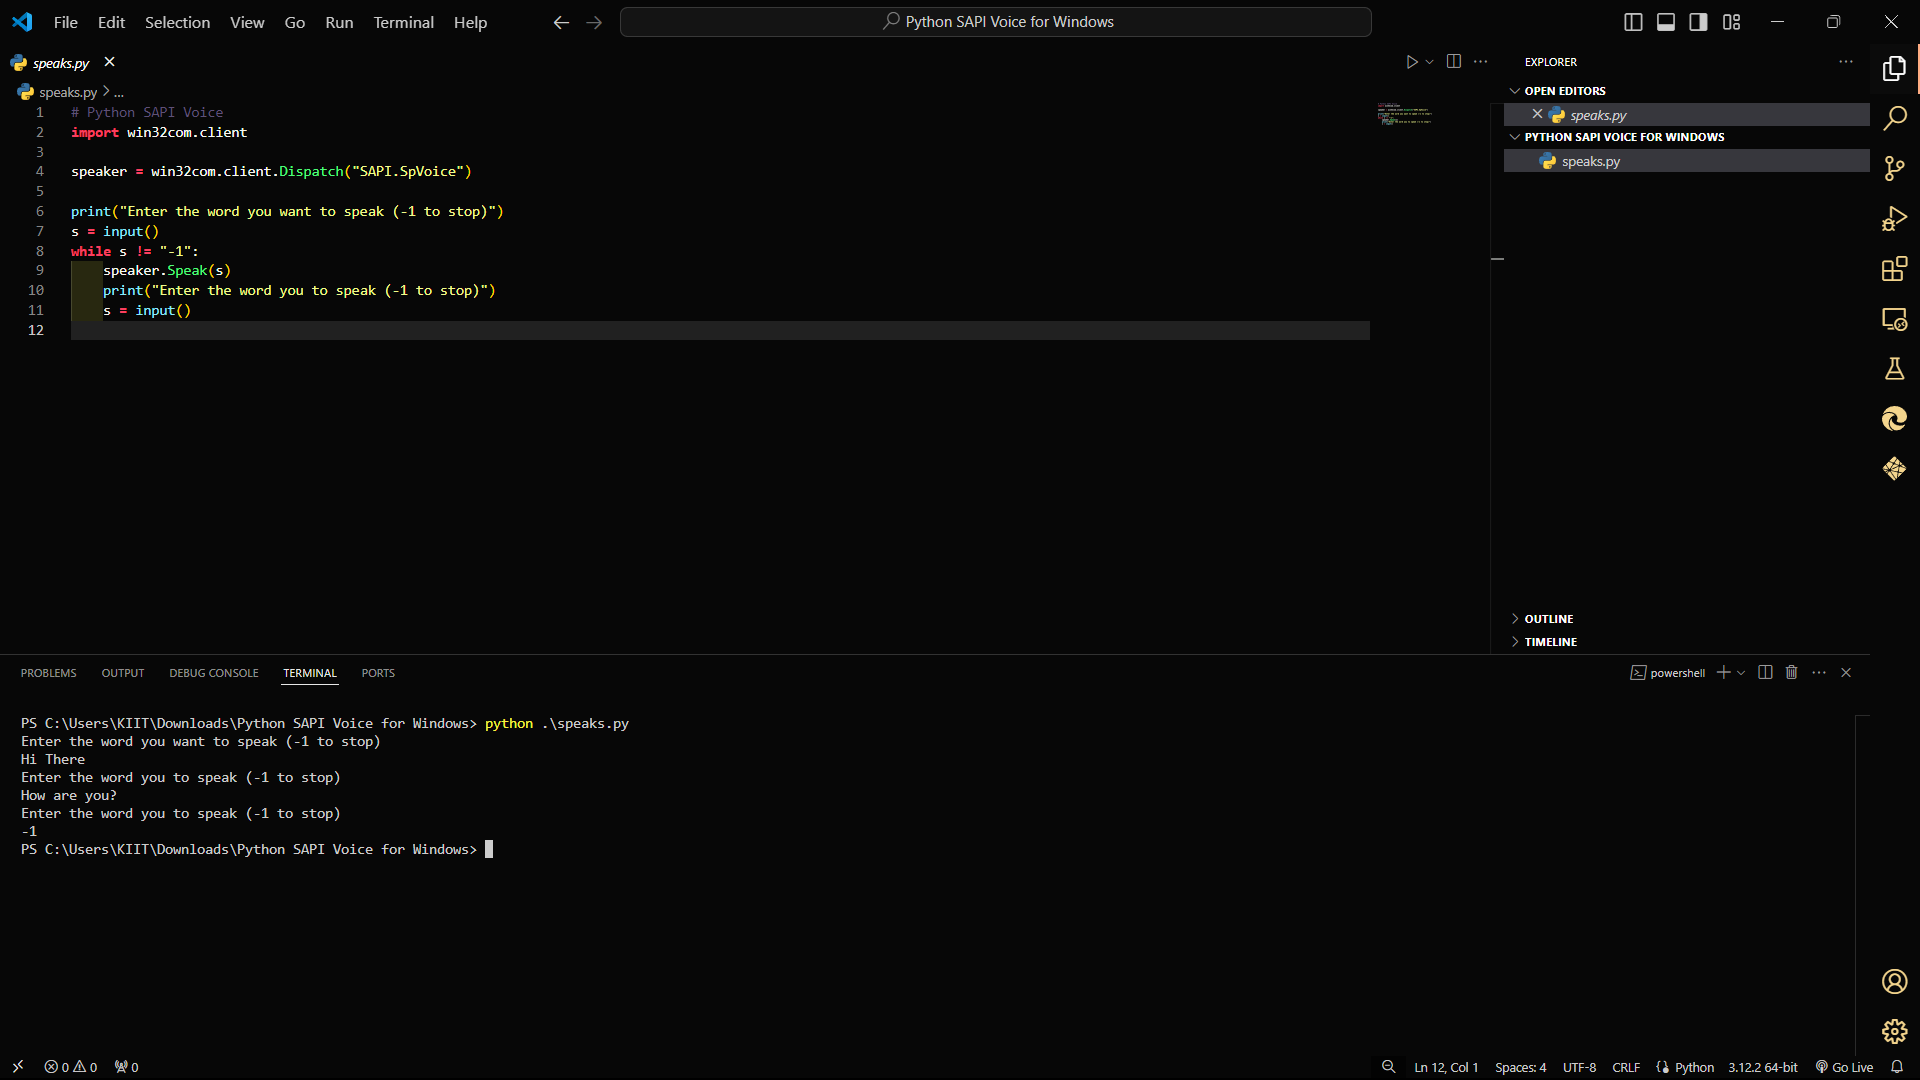 File Edit Selection View Go Run Terminal Help
Python SAPI Voice for Windows
speaks.py
speaks.py > ...
1 # Python SAPI Voice
2 import win32com.client
3
4 speaker = win32com.client.Dispatch("SAPI.SpVoice")
5
6 print("Enter the word you want to speak (-1 to stop)")
7 s = input()
8 while s != "-1":
9 speaker.Speak(s)
10 print("Enter the word you to speak (-1 to stop)")
11 s = input()
12
EXPLORER
OPEN EDITORS
speaks.py
PYTHON SAPI VOICE FOR WINDOWS
speaks.py
OUTLINE
TIMELINE
PROBLEMS OUTPUT DEBUG CONSOLE TERMINAL PORTS
powershell
PS C:\Users\KIIT\Downloads\Python SAPI Voice for Windows> python .\speaks.py
Enter the word you want to speak (-1 to stop)
Hi There
Enter the word you to speak (-1 to stop)
How are you?
Enter the word you to speak (-1 to stop)
-1
PS C:\Users\KIIT\Downloads\Python SAPI Voice for Windows>
0 0 0
Ln 12, Col 1 Spaces: 4 UTF-8 CRLF Python 3.12.2 64-bit Go Live